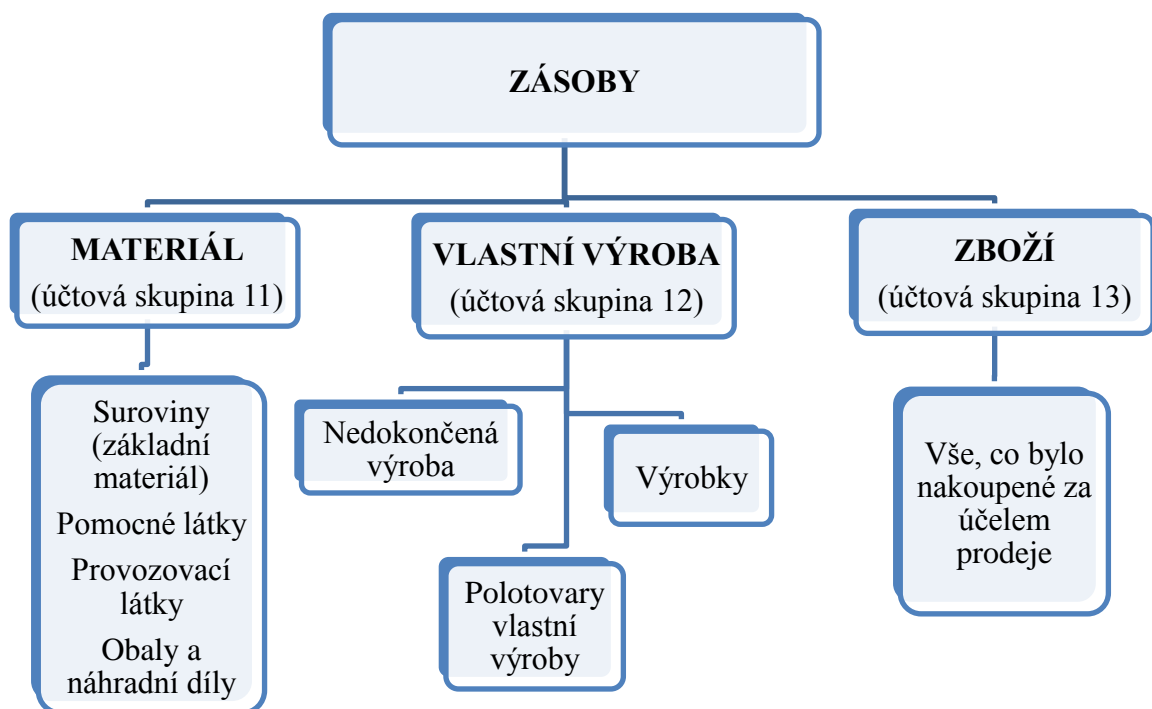 ZÁSOBY
MATERIÁL
(účtová skupina 11)
VLASTNÍ VÝROBA
(účtová skupina 12)
ZBOŽÍ
(účtová skupina 13)
Suroviny
(základní
materiál)
Pomocné látky
Provozovací
látky
Obaly a
náhradní díly
Nedokončená
výroba
Výrobky
Polotovary
vlastní
výroby
Vše, co bylo
nakoupené za
účelem
prodeje